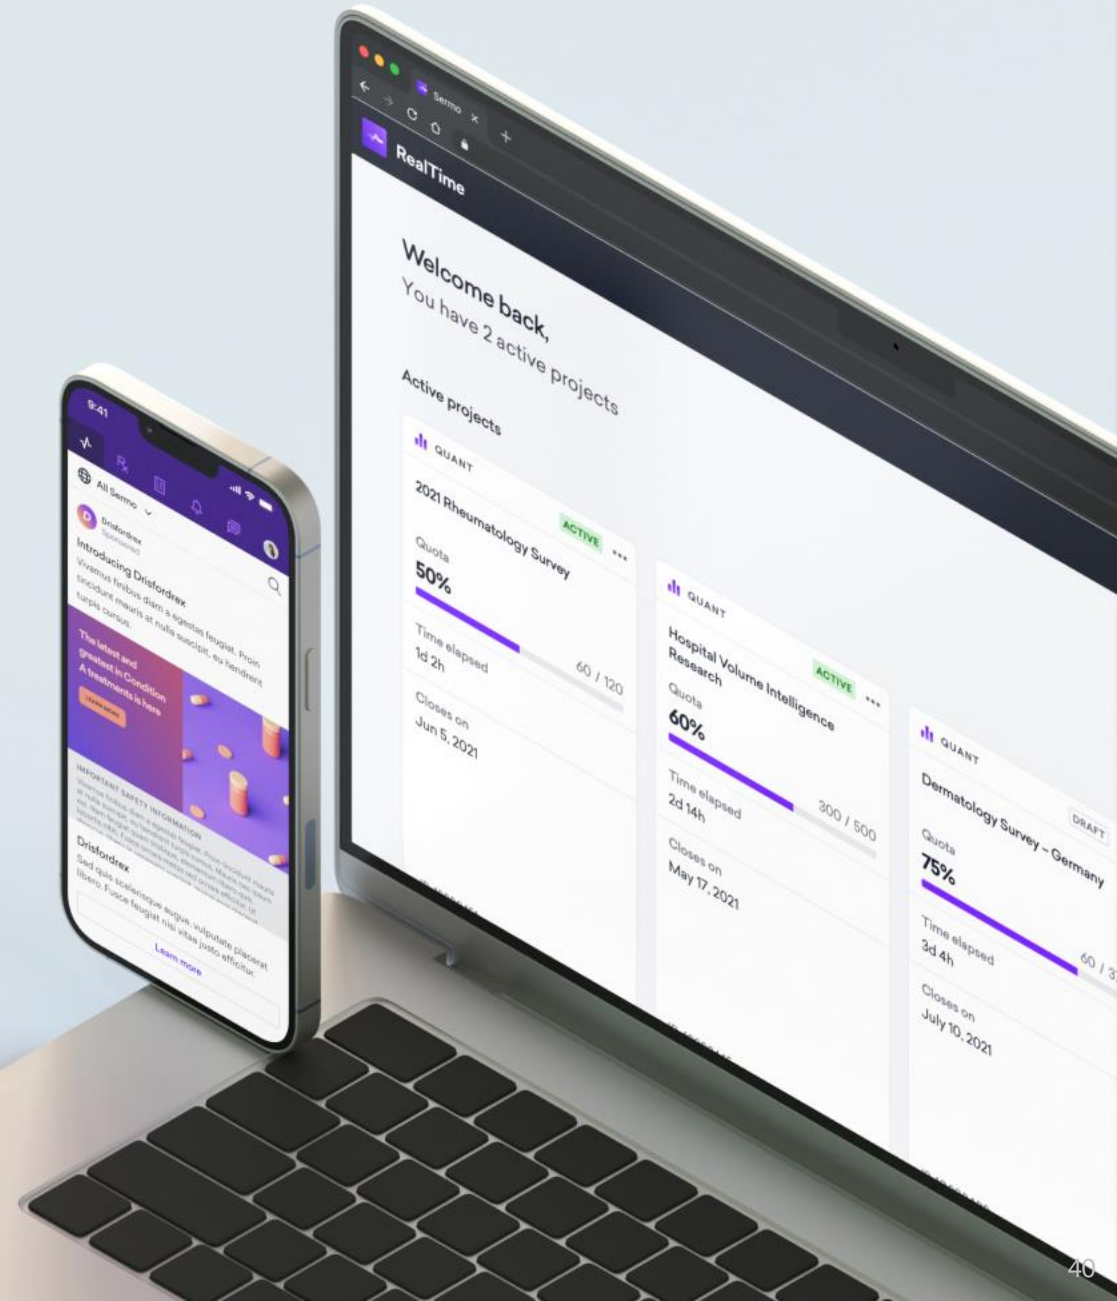 Sermo
RealTime
Welcome back,
You have 2 active projects
Active projects
QUANT
ACTIVE
2021 Rheumatology Survey
Quota
50%
60 / 120
Time elapsed
1d 2h
Closes on
Jun 5, 2021
QUANT
ACTIVE
Hospital Volume Intelligence
Research
Quota
60%
300 / 500
Time elapsed
2d 14h
Closes on
May 17, 2021
QUANT
DRAFT
Dermatology Survey - Germany
Quota
75%
60 / 3
Time elapsed
3d 4h
Closes on
July 10, 2021
9:41
All Sermo
Drisfordrex
Sponsored
Introducing Drisfordrex
Vivamus finibus diam a egestas feugiat. Proin
tincidunt mauris at nulla suscipit, eu hendrerit
turpis cursus.
The latest and
greatest in Condition
A treatments is here
LEARN MORE
IMPORTANT SAFETY INFORMATION
Drisfordrex
Sed quis scelerisque augue, vulputate placerat
libero. Fusce feugiat nisi vitae justo efficitur.
Learn more
40